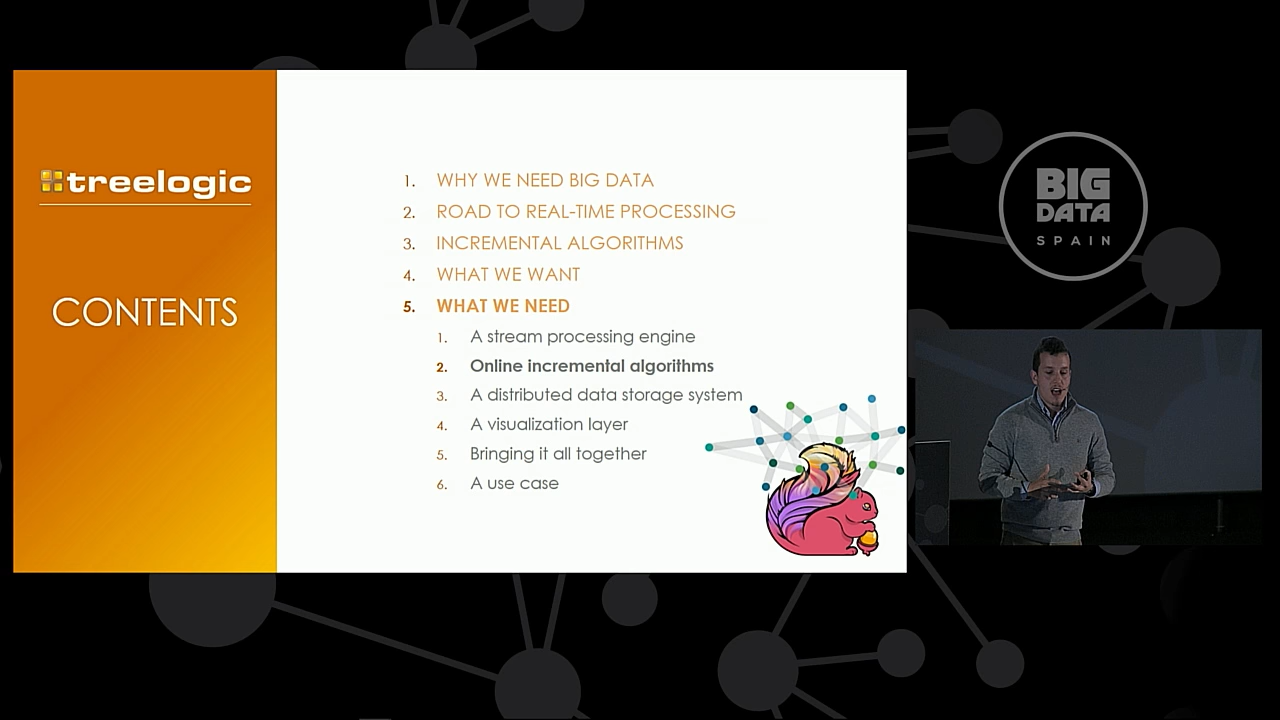 treelogic
CONTENTS
1. WHY WE NEED BIG DATA
2. ROAD TO REAL-TIME PROCESSING
3. INCREMENTAL ALGORITHMS
4. WHAT WE WANT
5. WHAT WE NEED
1. A stream processing engine
2. Online incremental algorithms
3. A distributed data storage system
4. A visualization layer
5. Bringing it all together
6. A use case
BIG
DATA
SPAIN